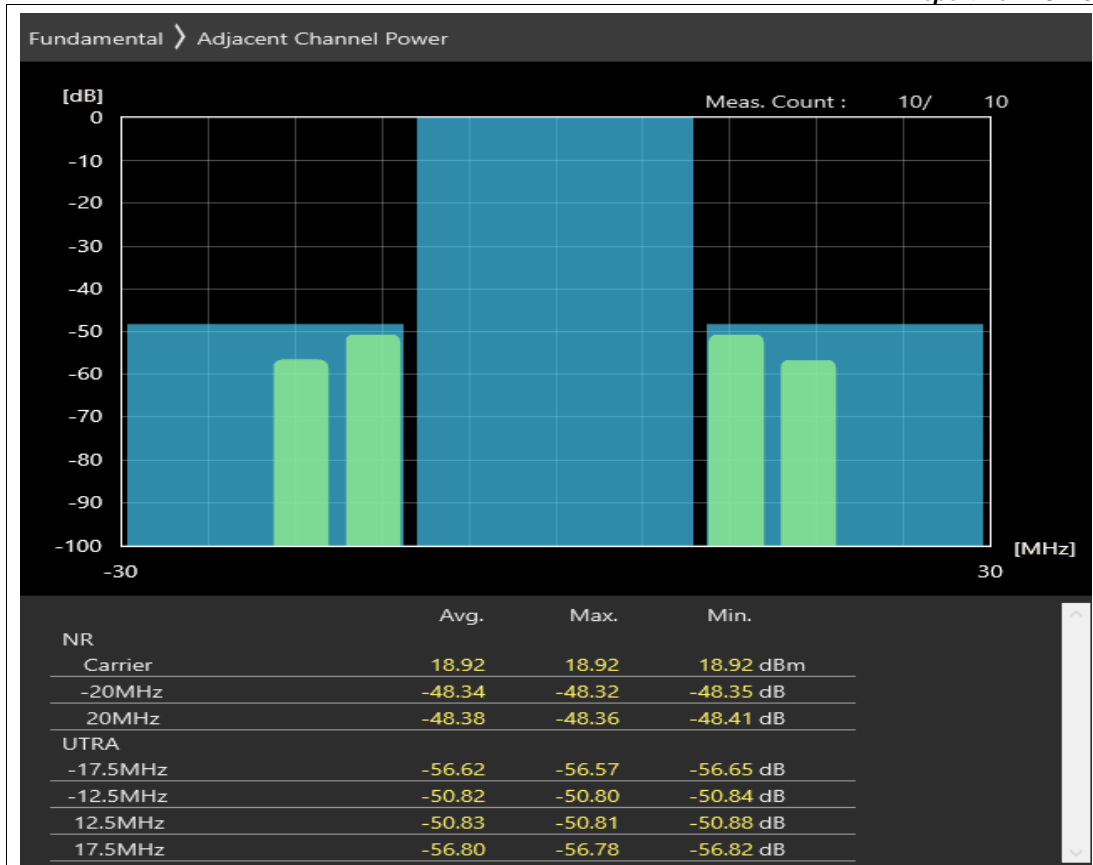 Fundamental ❯ Adjacent Channel Power
[dB]
Meas. Count : 10/ 10
0
-10
-20
-30
-40
-50
-60
-70
-80
-90
-100
[MHz]
-30 30
Avg. Max. Min.
NR
Carrier 18.92 18.92 18.92 dBm
-20MHz -48.34 -48.32 -48.35 dB
20MHz -48.38 -48.36 -48.41 dB
UTRA
-17.5MHz -56.62 -56.57 -56.65 dB
-12.5MHz -50.82 -50.80 -50.84 dB
12.5MHz -50.83 -50.81 -50.88 dB
17.5MHz -56.80 -56.78 -56.82 dB